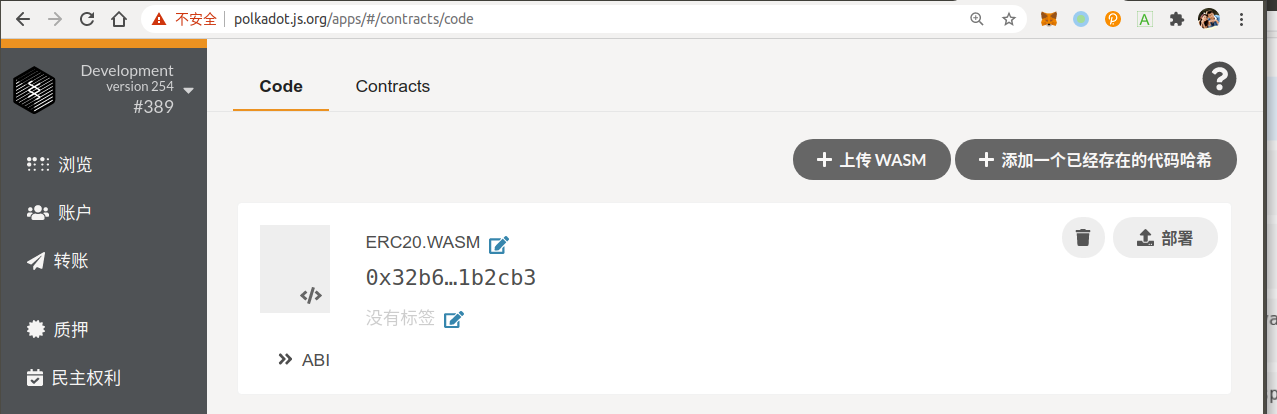 不安全 polkadot.js.org/apps/#/contracts/code
Development
version 254
#389
Code Contracts
浏览
账户
转账
质押
民主权利
上传 WASM 添加一个已经存在的代码哈希
ERC20.WASM
部署
0x32b6…1b2cb3
没有标签
ABI